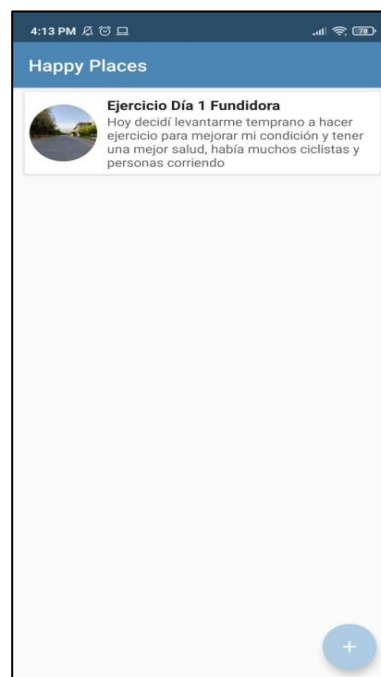 4:13 PM 78
Happy Places
Ejercicio Día 1 Fundidora
Hoy decidí levantarme temprano a hacer
ejercicio para mejorar mi condición y tener
una mejor salud, había muchos ciclistas y
personas corriendo
+